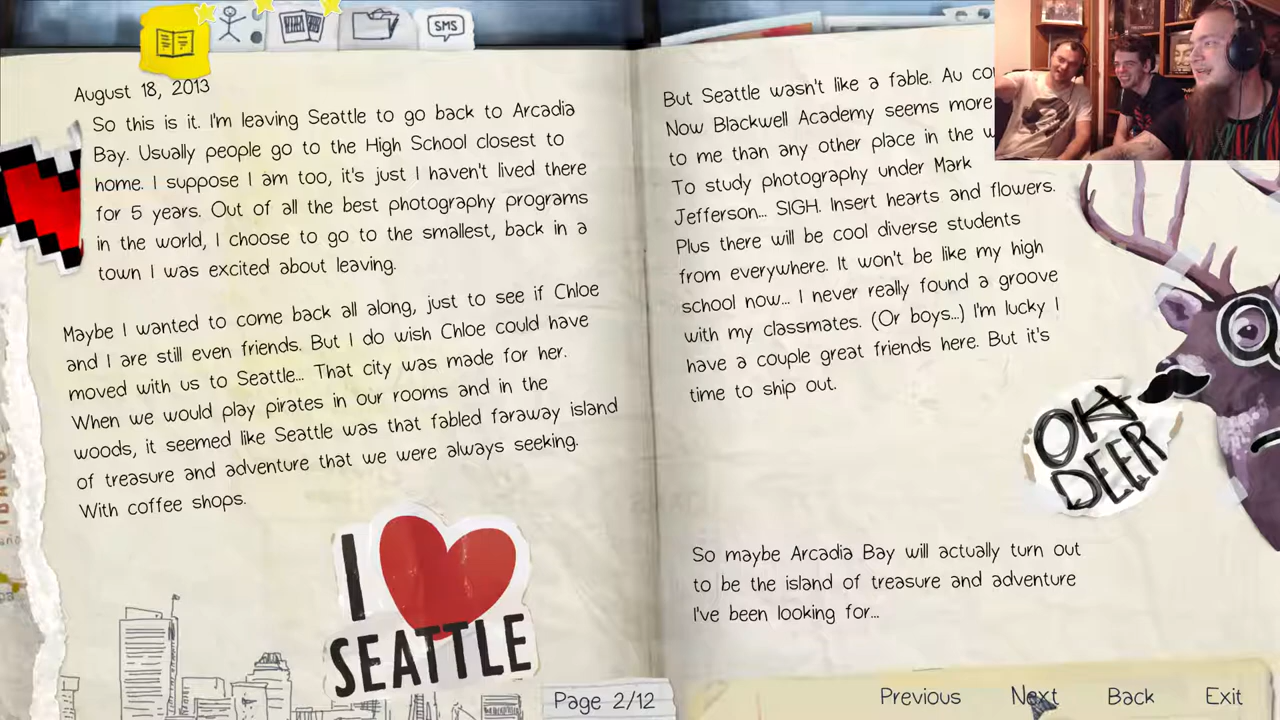 SMS
August 18, 2013
So this is it. I'm leaving Seattle to go back to Arcadia
Bay. Usually people go to the High School closest to
home. I suppose I am too, it's just I haven't lived there
for 5 years. Out of all the best photography programs
in the world, I choose to go to the smallest, back in a
town I was excited about leaving.
Maybe I wanted to come back all along, just to see if Chloe
and I are still even friends. But I do wish Chloe could have
moved with us to Seattle... That city was made for her.
When we would play pirates in our rooms and in the
woods, it seemed like Seattle was that fabled faraway island
of treasure and adventure that we were always seeking.
With coffee shops.
I
SEATTLE
Page 2/12
But Seattle wasn't like a fable. Au
Now Blackwell Academy seems more
to me than any other place in the
To study photography under Mark
Jefferson... SIGH. Insert hearts and flowers.
Plus there will be cool diverse students
from everywhere. It won't be like my high
school now... I never really found a groove
with my classmates. (Or boys...) I'm lucky I
have a couple great friends here. But it's
time to ship out.
OH
DEER
So maybe Arcadia Bay will actually turn out
to be the island of treasure and adventure
I've been looking for...
Previous Next Back Exit